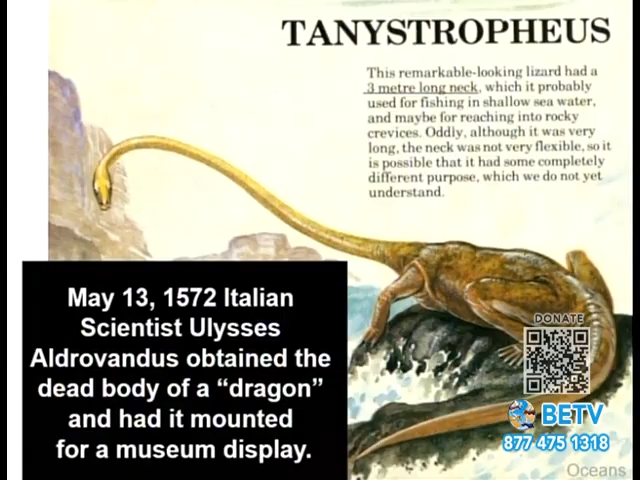 TANYSTROPHEUS
This remarkable-looking lizard had a
3 metre long neck, which it probably
used for fishing in shallow sea water,
and maybe for reaching into rocky
crevices. Oddly, although it was very
long, the neck was not very flexible, so it
is possible that it had some completely
different purpose, which we do not yet
understand.
May 13, 1572 Italian
Scientist Ulysses
Aldrovandus obtained the
dead body of a “dragon”
and had it mounted
for a museum display.
DONATE
BETV
877 475 1318
Oceans